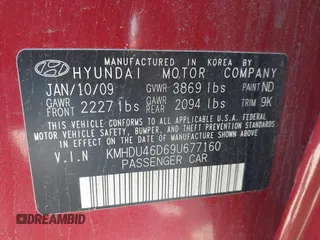 MANUFACTURED IN KOREA BY
HYUNDAI MOTOR COMPANY
JAN/10/09 GVWR 3869 lbs PAINT ND
GAWR FRONT 2227 lbs GAWR REAR 2094 lbs TRIM 9K
THIS VEHICLE CONFORMS TO ALL APPLICABLE U.S. FEDERAL
MOTOR VEHICLE SAFETY, BUMPER, AND THEFT PREVENTION
STANDARDS IN EFFECT ON THE DATE OF MANUFACTURE
SHOWN ABOVE.
V.I.N KMHDU46D69U677160
PASSENGER CAR
DREAMBID